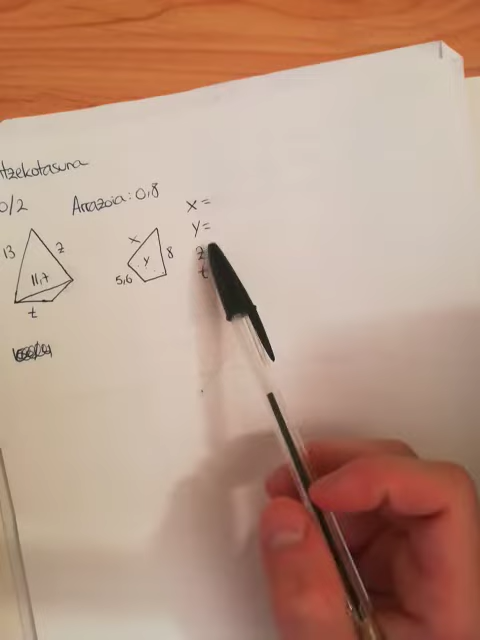 tzekotasuna
0/2 Arrazoia: 0,8
13 z
11,7
t
x
y
8
5,6
x=
y=
z
t